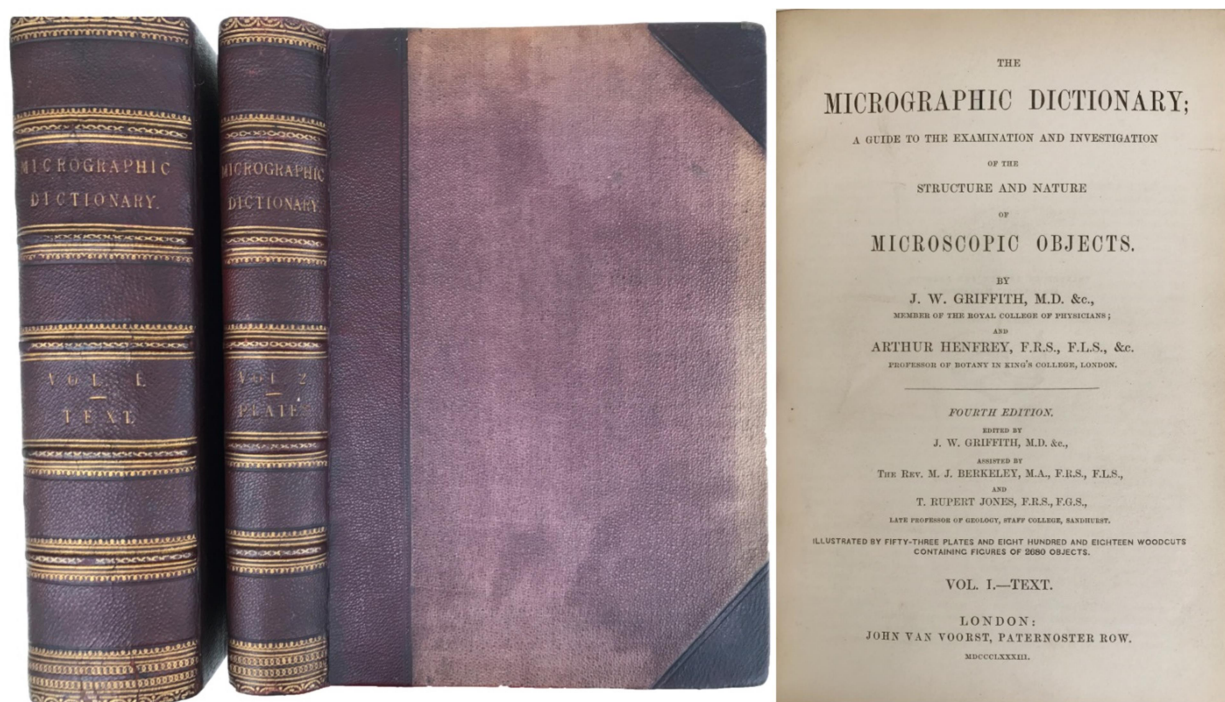 MICROGRAPHIC
DICTIONARY.
VOL. I.
TEXT
MICROGRAPHIC
DICTIONARY.
VOL 2
PLATES
THE
MICROGRAPHIC DICTIONARY;
A GUIDE TO THE EXAMINATION AND INVESTIGATION
OF THE
STRUCTURE AND NATURE
OF
MICROSCOPIC OBJECTS.
BY
J. W. GRIFFITH, M.D. &c.,
MEMBER OF THE ROYAL COLLEGE OF PHYSICIANS;
AND
ARTHUR HENFREY, F.R.S., F.L.S., &c.
PROFESSOR OF BOTANY IN KING'S COLLEGE, LONDON.
FOURTH EDITION.
EDITED BY
J. W. GRIFFITH, M.D. &c.,
ASSISTED BY
THE REV. M. J. BERKELEY, M.A., F.R.S., F.L.S.,
AND
T. RUPERT JONES, F.R.S., F.G.S.,
LATE PROFESSOR OF GEOLOGY, STAFF COLLEGE, SANDHURST.
ILLUSTRATED BY FIFTY-THREE PLATES AND EIGHT HUNDRED AND EIGHTEEN WOODCUTS
CONTAINING FIGURES OF 2680 OBJECTS.
VOL. I.—TEXT.
LONDON:
JOHN VAN VOORST, PATERNOSTER ROW.
MDCCCLXXXIII.